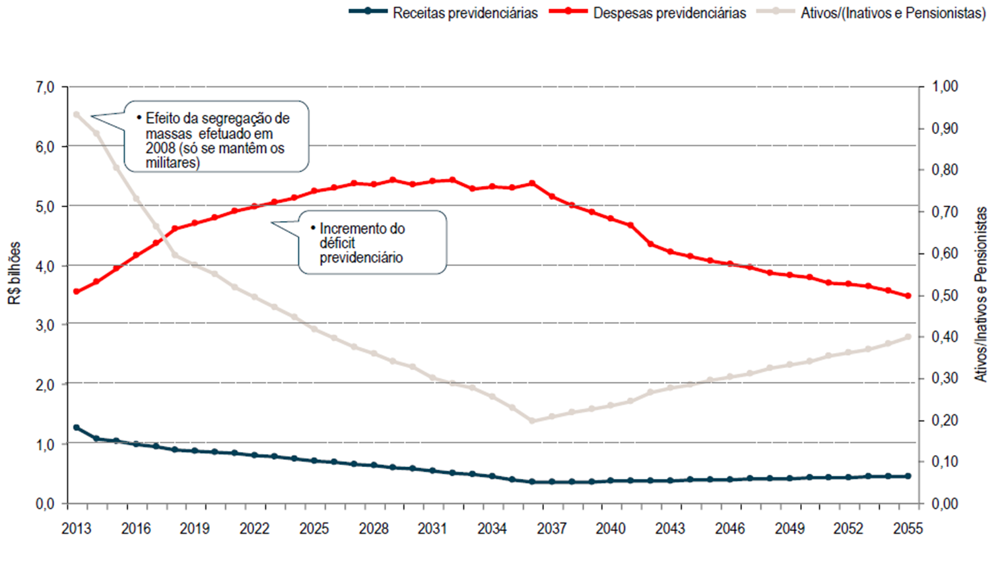 Receitas previdenciárias
Despesas previdenciárias
Ativos/(Inativos e Pensionistas)
7,0
6,0
5,0
4,0
3,0
2,0
1,0
0,0
R$ bilhões
• Efeito da segregação de
massas efetuado em
2008 (só se mantêm os
militares)
• Incremento do
déficit
previdenciário
1,00
0,90
0,80
0,70
0,60
0,50
0,40
0,30
0,20
0,10
0,00
Ativos/Inativos e Pensionistas
2013 2016 2019 2022 2025 2028 2031 2034 2037 2040 2043 2046 2049 2052 2055